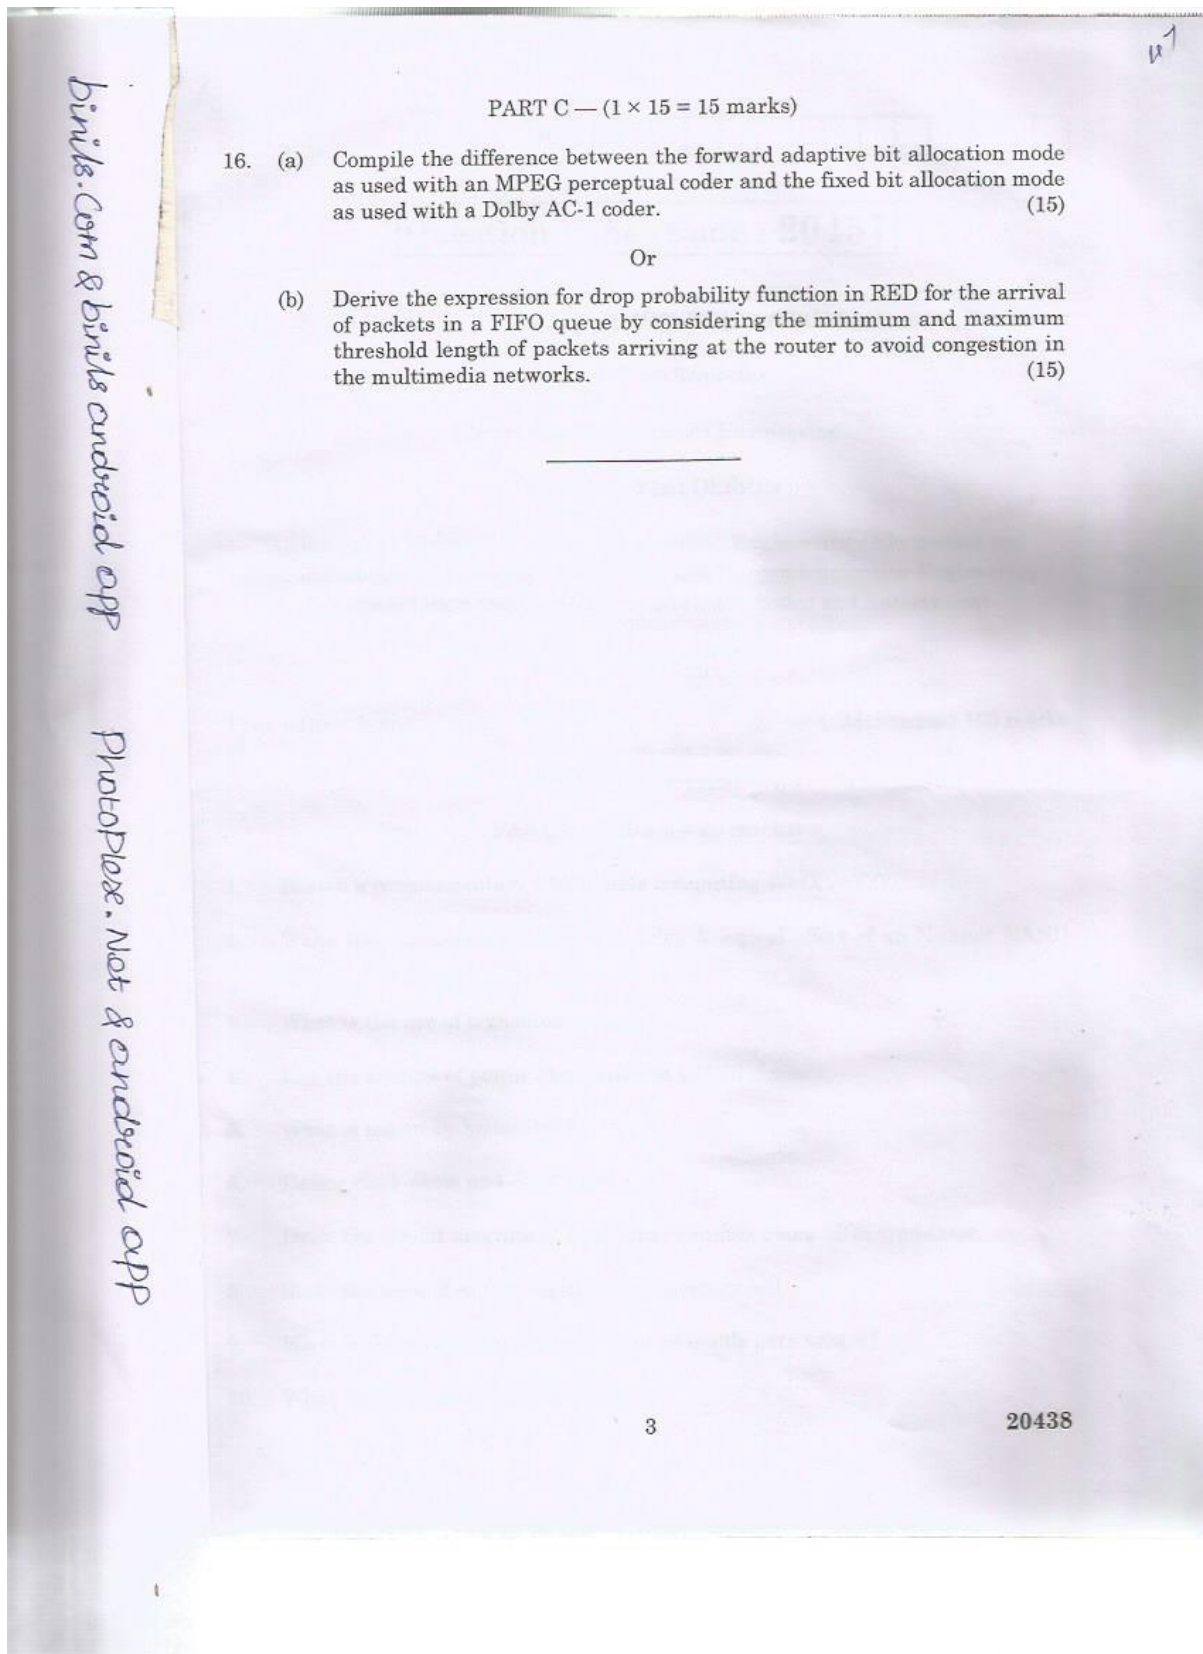 PART C — (1 × 15 = 15 marks)
16. (a) Compile the difference between the forward adaptive bit allocation mode
as used with an MPEG perceptual coder and the fixed bit allocation mode
as used with a Dolby AC-1 coder. (15)
Or
(b) Derive the expression for drop probability function in RED for the arrival
of packets in a FIFO queue by considering the minimum and maximum
threshold length of packets arriving at the router to avoid congestion in
the multimedia networks. (15)
3 20438
binils.Com & binils android app
Photoplex.Net & android app